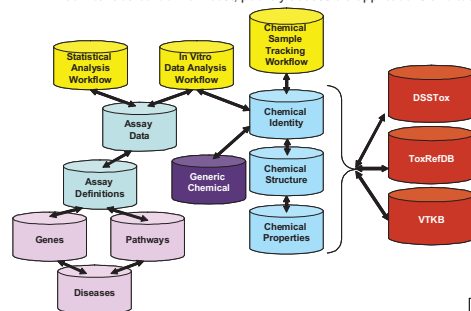 Statistical
Analysis
Workflow
In Vitro
Data Analysis
Workflow
Chemical
Sample
Tracking
Workflow
Assay
Data
Chemical
Identity
DSSTox
Assay
Definitions
Generic
Chemical
Chemical
Structure
ToxRefDB
Genes
Pathways
Chemical
Properties
VTKB
Diseases